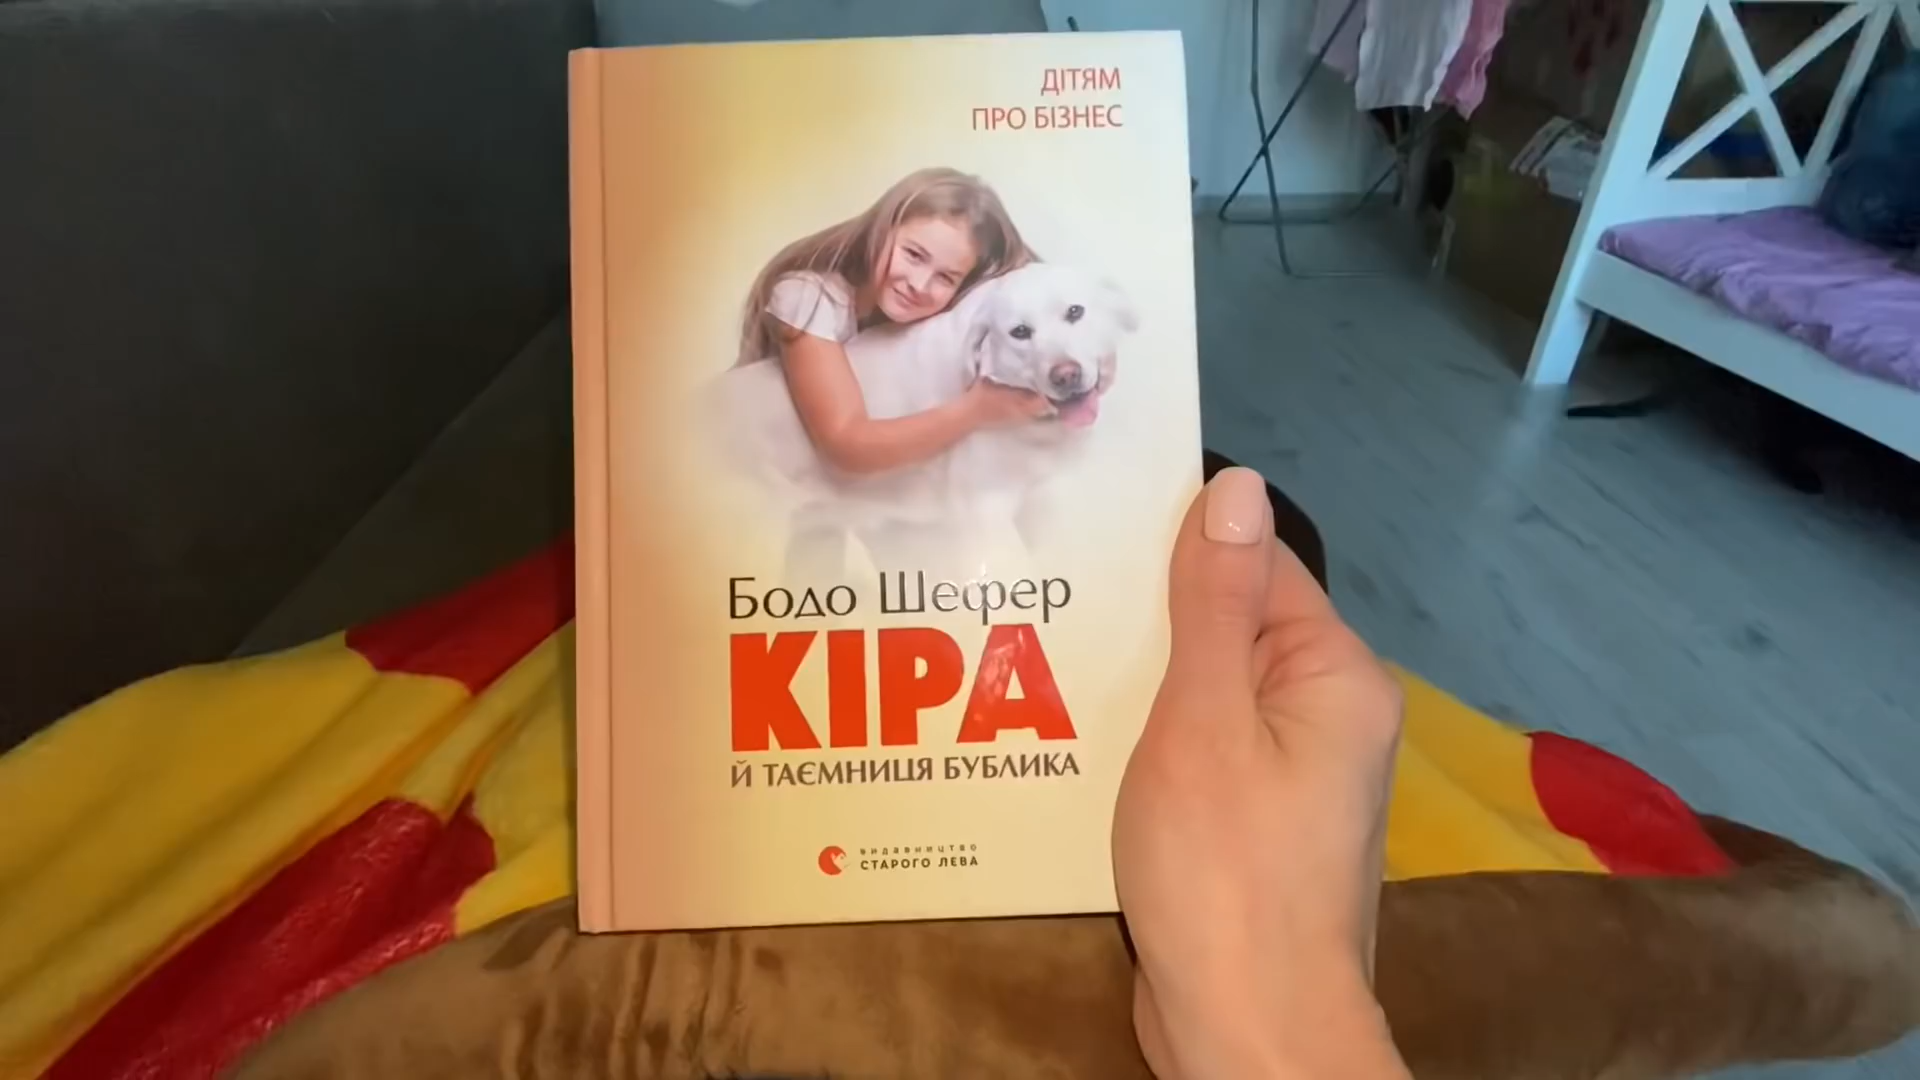 ДІТЯМ
ПРО БІЗНЕС
Бодо Шефер
КІРА
Й ТАЄМНИЦЯ БУБЛИКА
ВИДАВНИЦТВО
СТАРОГО ЛЕВА